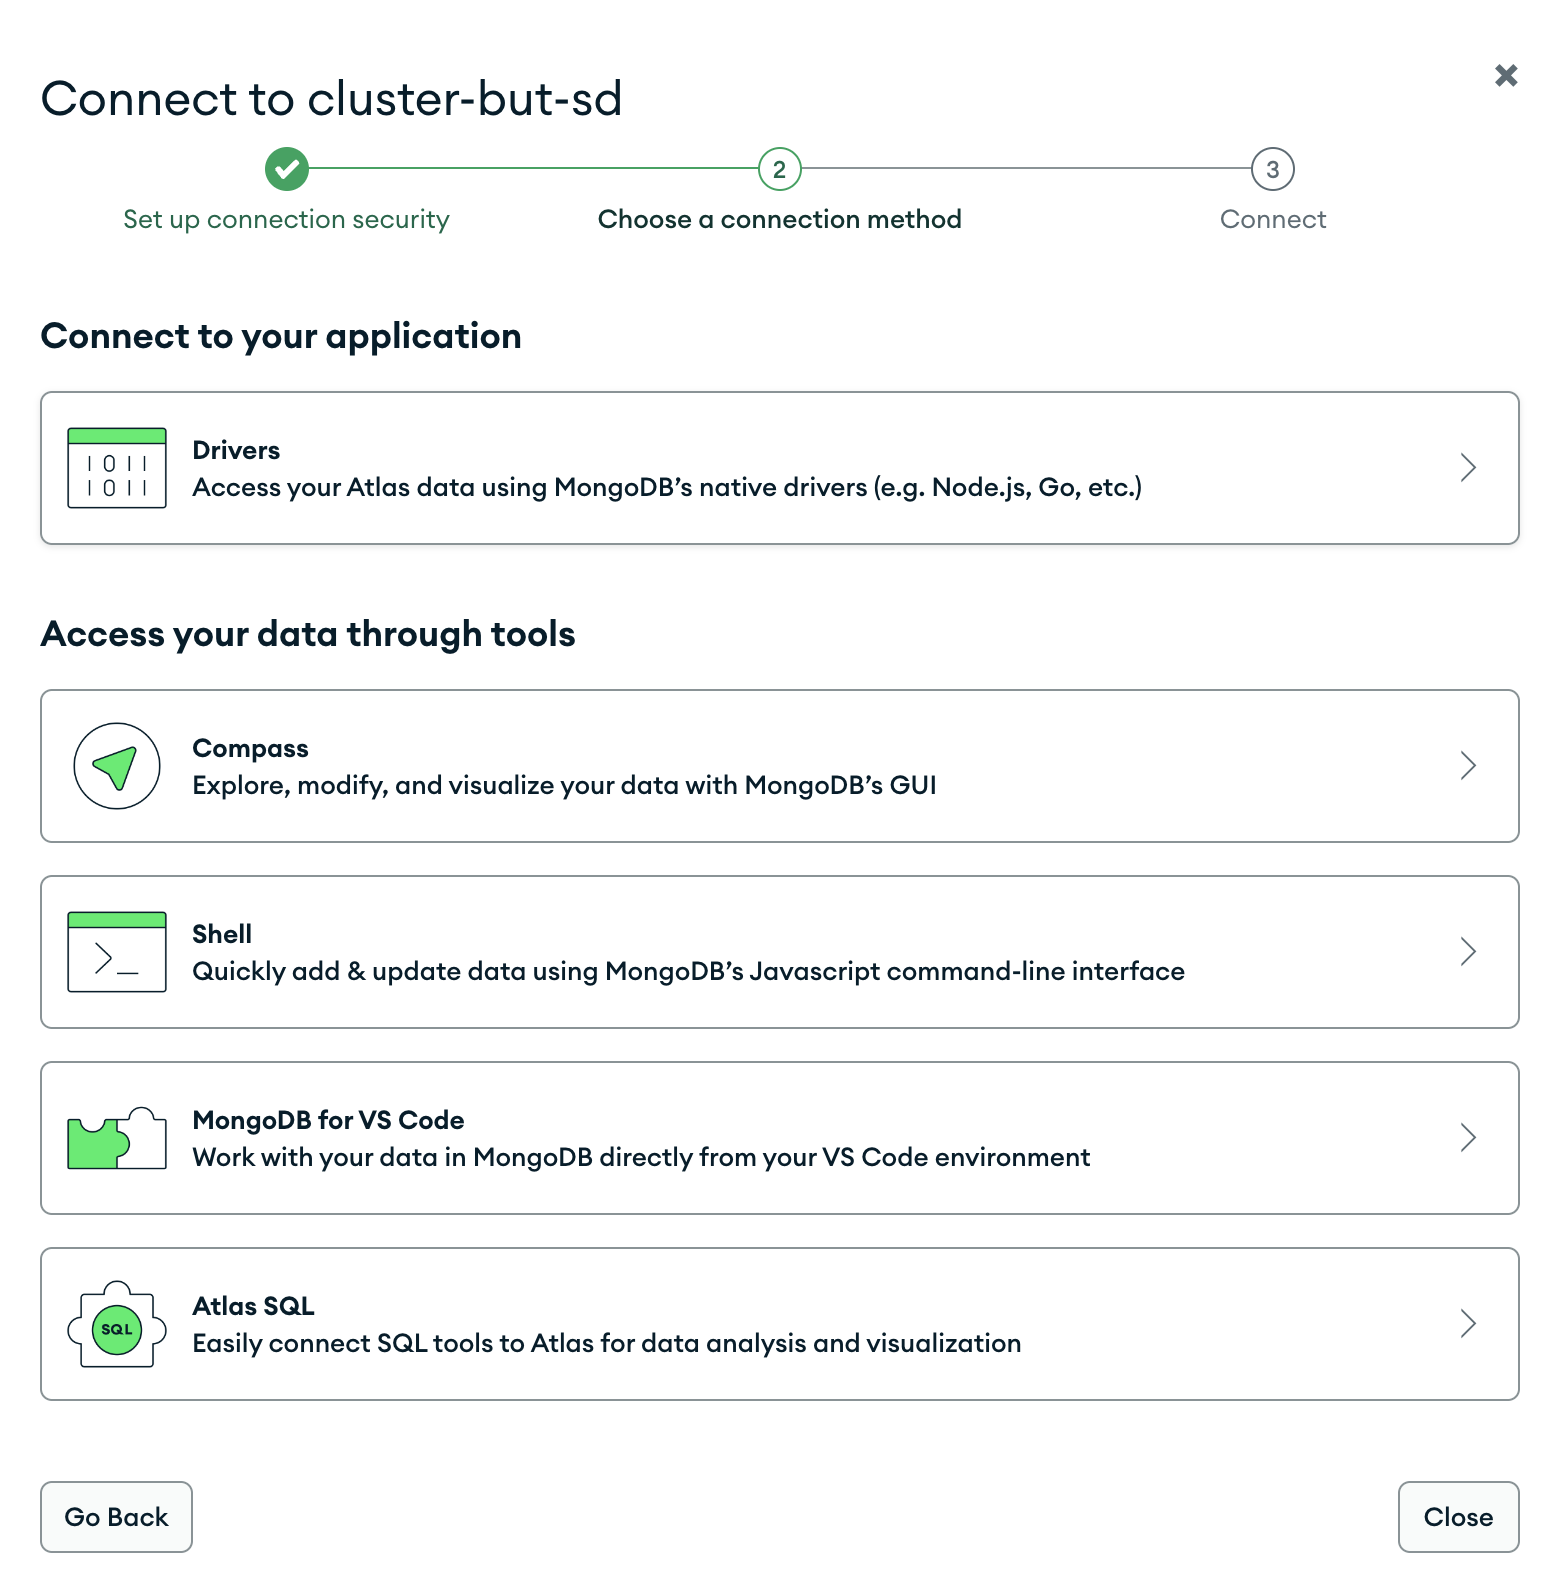 Connect to cluster-but-sd
2
3
Set up connection security
Choose a connection method
Connect
Connect to your application
1011
1011
Drivers
Access your Atlas data using MongoDB’s native drivers (e.g. Node.js, Go, etc.)
Access your data through tools
Compass
Explore, modify, and visualize your data with MongoDB’s GUI
>_
Shell
Quickly add & update data using MongoDB’s Javascript command-line interface
MongoDB for VS Code
Work with your data in MongoDB directly from your VS Code environment
SQL
Atlas SQL
Easily connect SQL tools to Atlas for data analysis and visualization
Go Back
Close